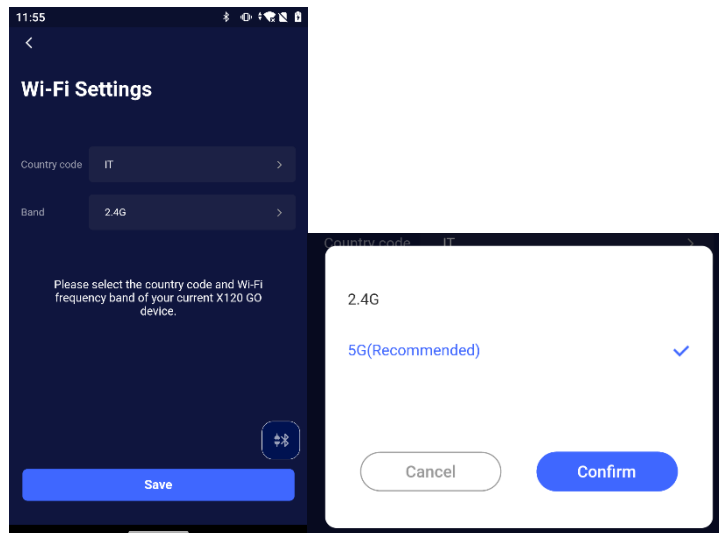 11:55
Wi-Fi Settings
Country code IT
Band 2.4G
Please select the country code and Wi-Fi
frequency band of your current X120 GO
device.
Save
Country code IT
2.4G
5G(Recommended)
Cancel Confirm